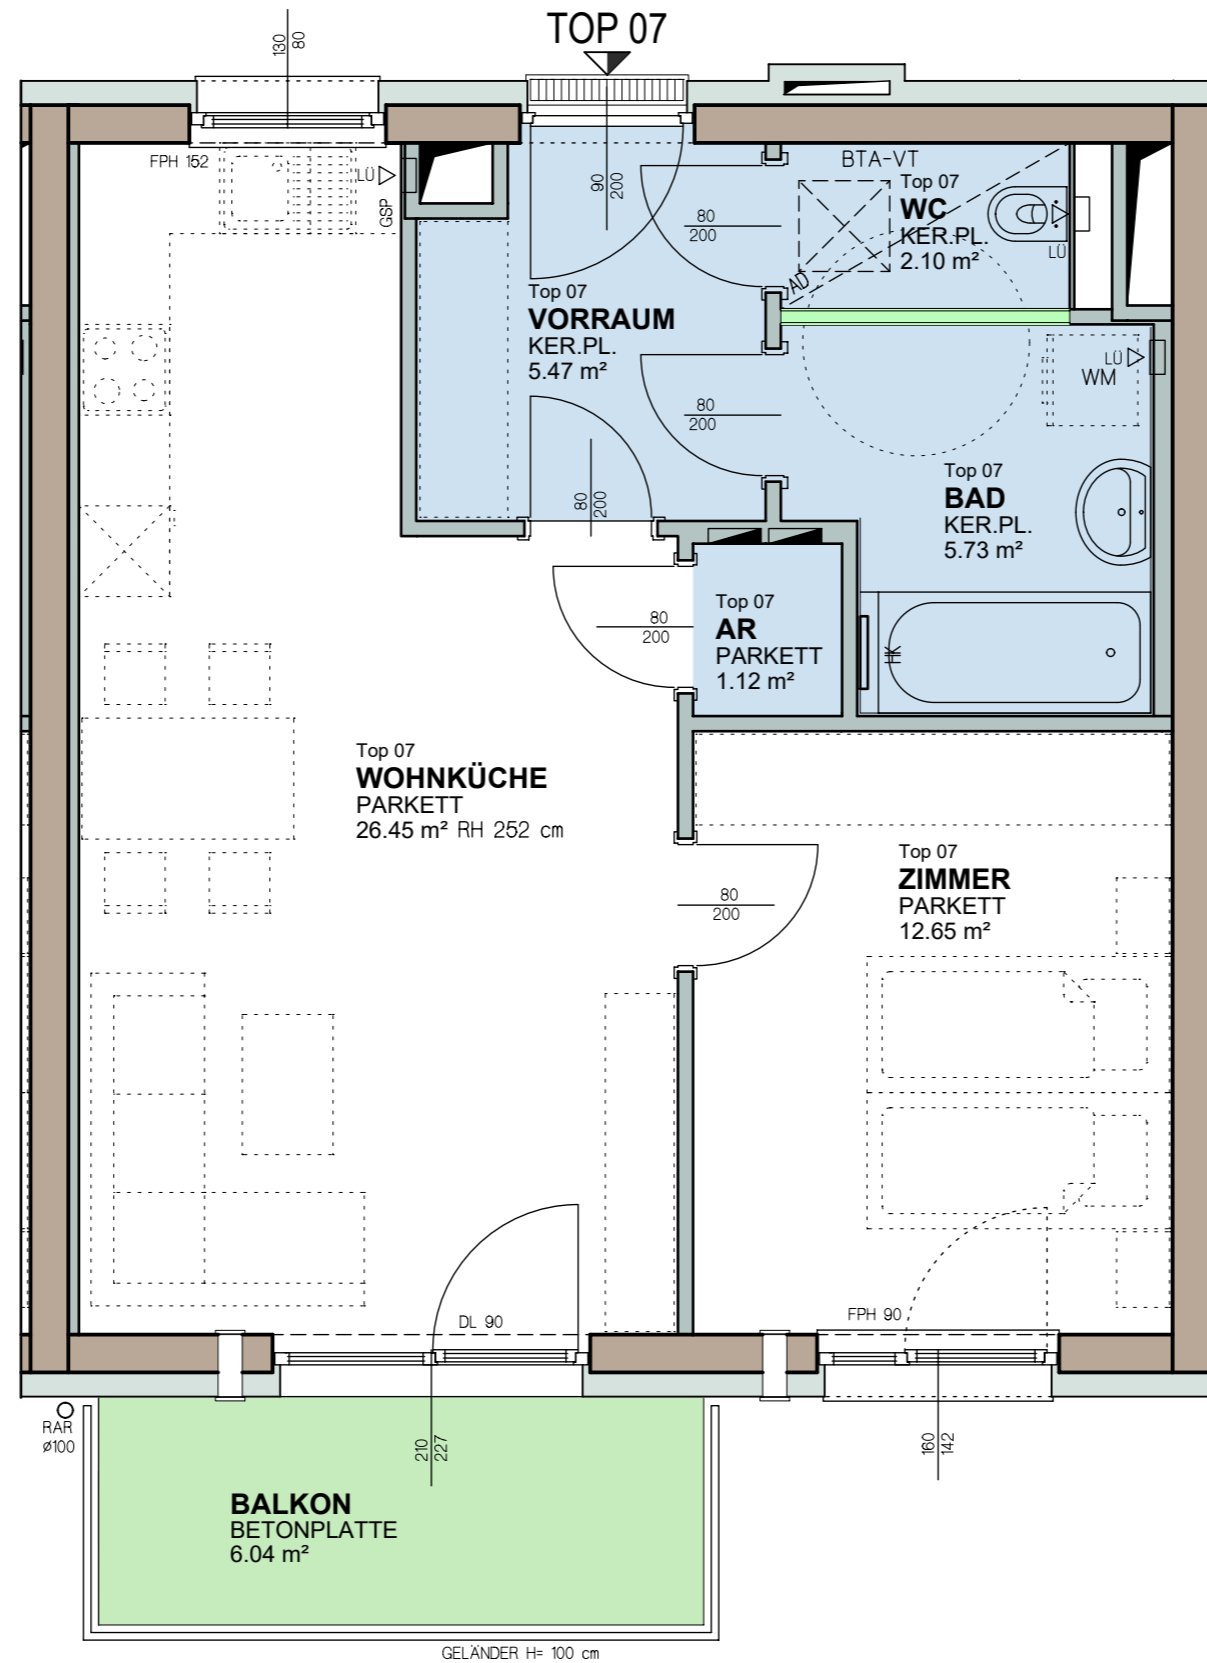 TOP 07
130
80
FPH 152
LÜ
GSP
90
200
80
200
BTA-VT
Top 07
WC
KER.PL.
2.10 m²
LÜ
AD
Top 07
VORRAUM
KER.PL.
5.47 m²
80
200
LÜ
WM
80
200
Top 07
BAD
KER.PL.
5.73 m²
80
200
Top 07
AR
PARKETT
1.12 m²
HK
Top 07
WOHNKÜCHE
PARKETT
26.45 m² RH 252 cm
80
200
Top 07
ZIMMER
PARKETT
12.65 m²
DL 90
FPH 90
RAR
ø100
210
227
160
142
BALKON
BETONPLATTE
6.04 m²
GELÄNDER H= 100 cm